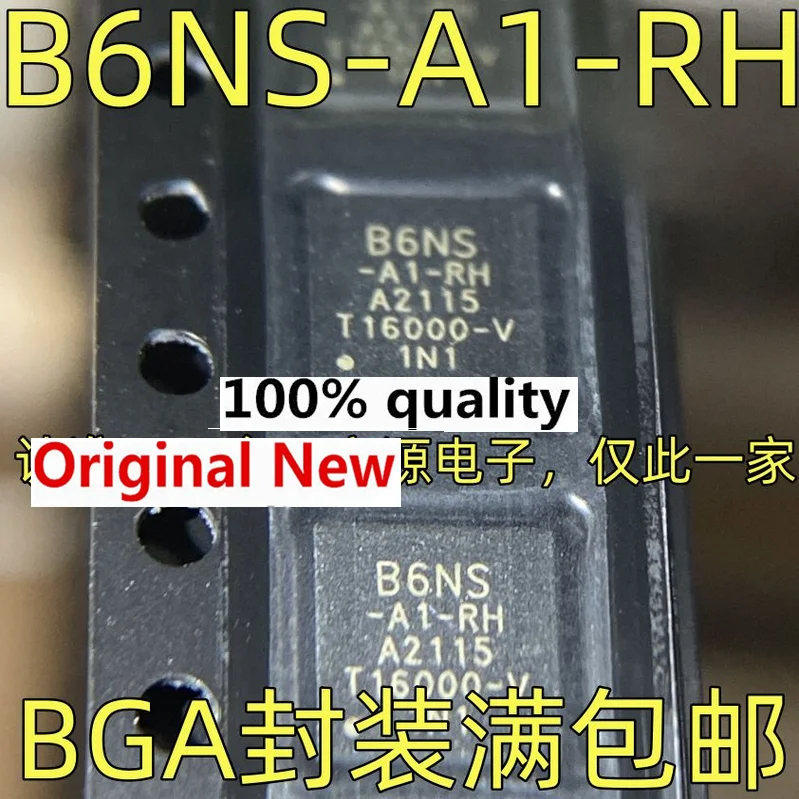 B6NS-A1-RH
B6NS
-A1-RH
A2115
T16000-V
1N1
100% quality
Original New
源电子，仅此一家
B6NS
-A1-RH
A2115
T16000-V
BGA封装满包邮